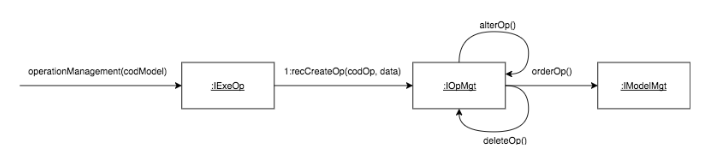 alterOp()
operationManagement(codModel)
:IExeOp
1:recCreateOp(codOp, data)
:IOpMgt
orderOp()
:IModelMgt
deleteOp()